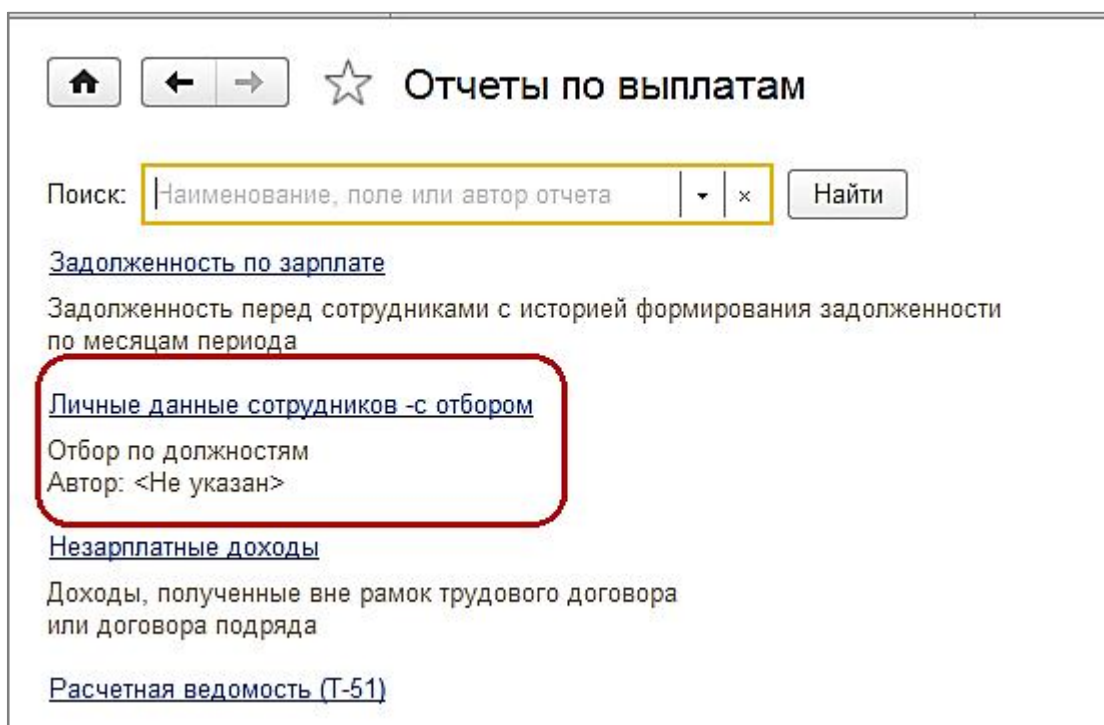 Отчеты по выплатам
Поиск: Наименование, поле или автор отчета Найти
Задолженность по зарплате
Задолженность перед сотрудниками с историей формирования задолженности
по месяцам периода
Личные данные сотрудников -с отбором
Отбор по должностям
Автор: <Не указан>
Незарплатные доходы
Доходы, полученные вне рамок трудового договора
или договора подряда
Расчетная ведомость (Т-51)